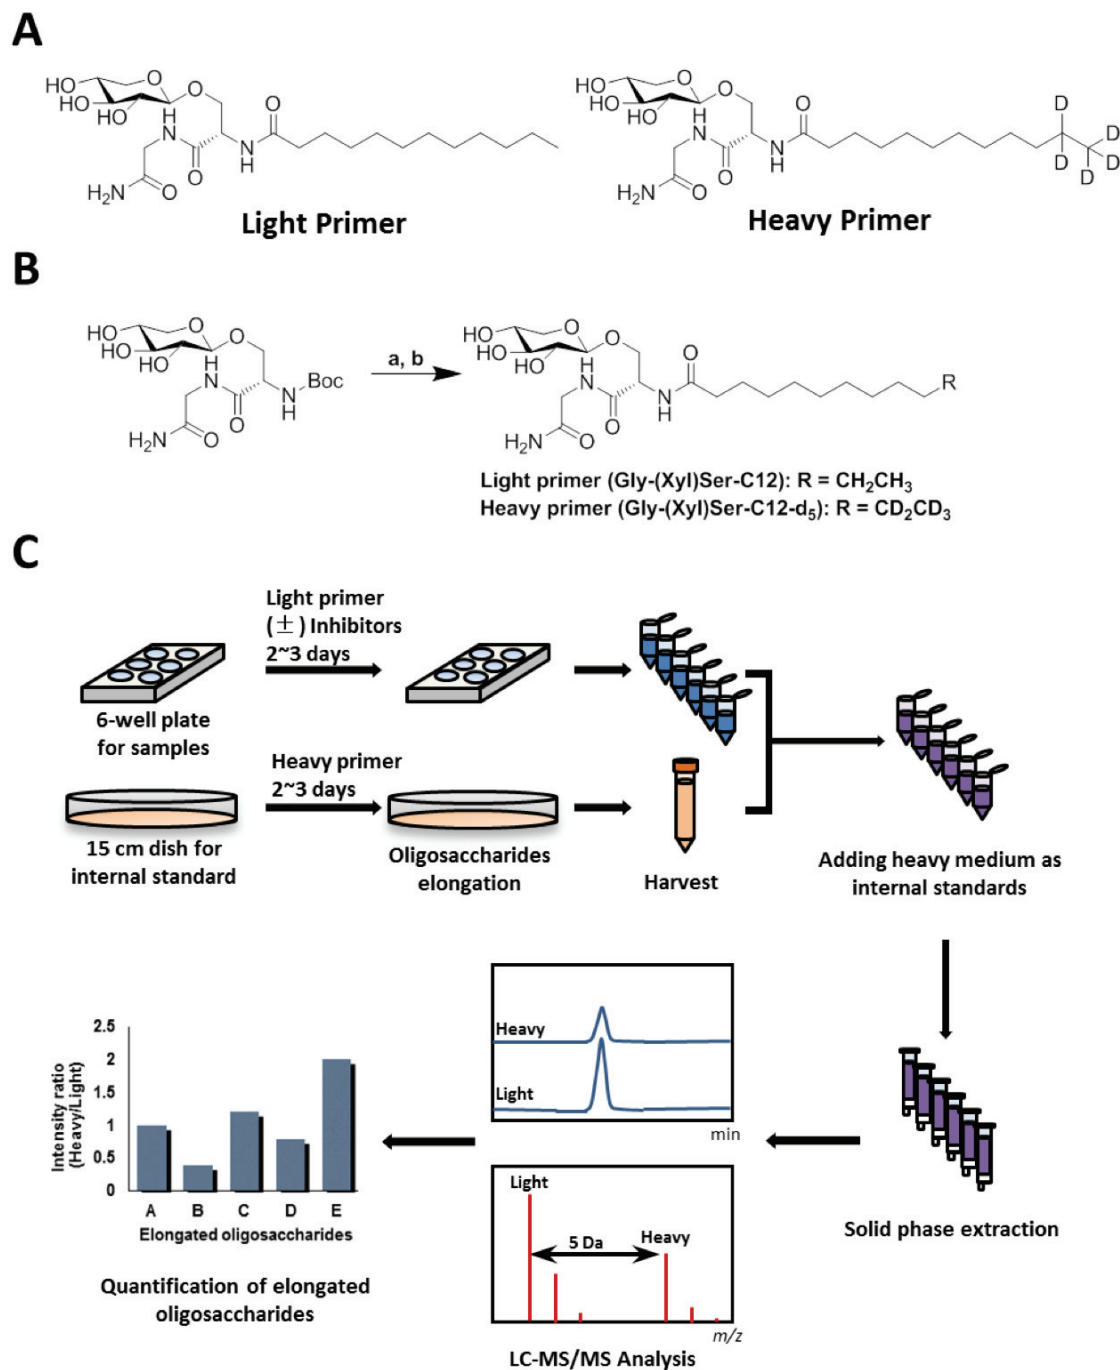 A
HO
O
O
O
HO
HO
OH
H
N
O
N
H
H₂N
O
Light Primer
HO
O
O
O
HO
HO
OH
H
N
O
N
H
H₂N
O
D
D
D
D
D
Heavy Primer
B
HO
O
O
HO
HO
OH
H
N
O
N
H
Boc
H₂N
O
a, b
HO
O
O
O
HO
HO
OH
H
N
O
N
H
R
H₂N
O
Light primer (Gly-(Xyl)Ser-C12): R = CH₂CH₃
Heavy primer (Gly-(Xyl)Ser-C12-d₅): R = CD₂CD₃
C
Light primer
(±) Inhibitors
2~3 days
6-well plate
for samples
Heavy primer
2~3 days
15 cm dish for
internal standard
Oligosaccharides
elongation
Harvest
Adding heavy medium as
internal standards
Solid phase extraction
Heavy
Light
min
Light
5 Da
Heavy
m/z
LC-MS/MS Analysis
Intensity ratio
(Heavy/Light)
2.5
2
1.5
1
0.5
0
A B C D E
Elongated oligosaccharides
Quantification of elongated
oligosaccharides